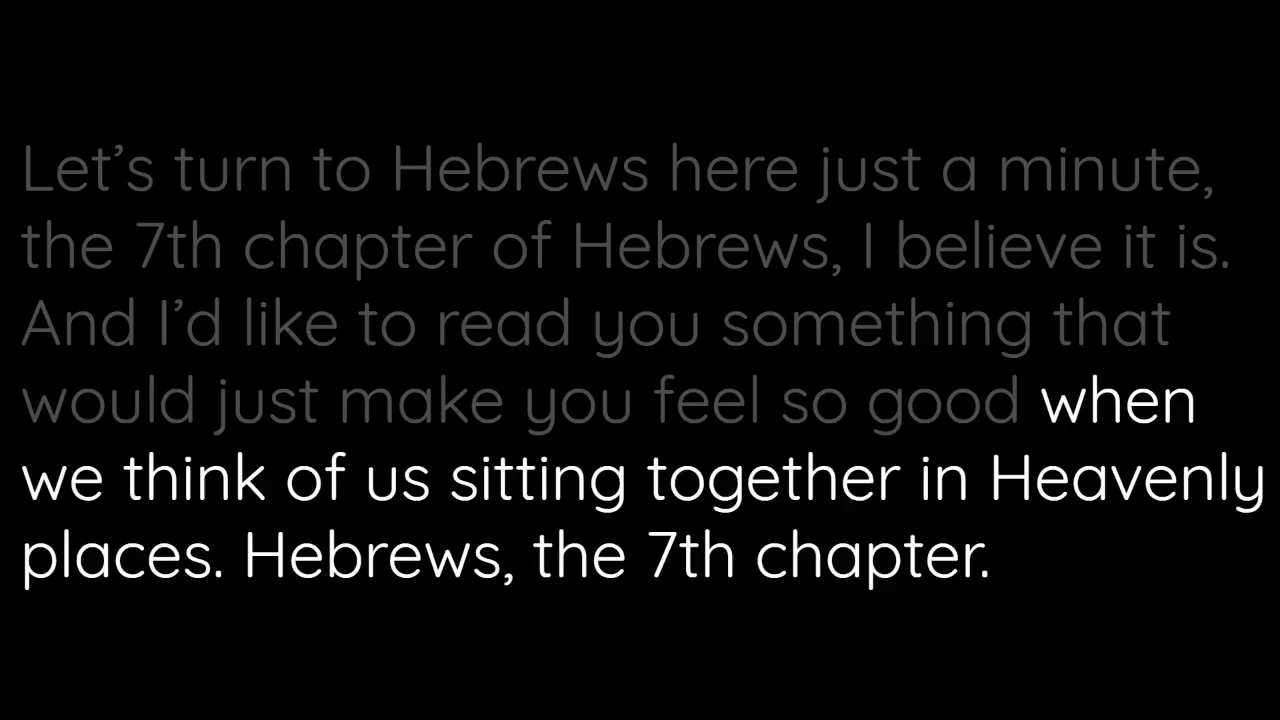 Let’s turn to Hebrews here just a minute,
the 7th chapter of Hebrews, I believe it is.
And I’d like to read you something that
would just make you feel so good when
we think of us sitting together in Heavenly
places. Hebrews, the 7th chapter.